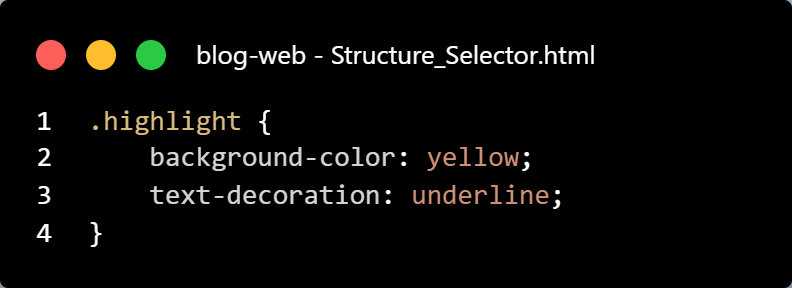 blog-web - Structure_Selector.html
1 .highlight {
2     background-color: yellow;
3     text-decoration: underline;
4 }